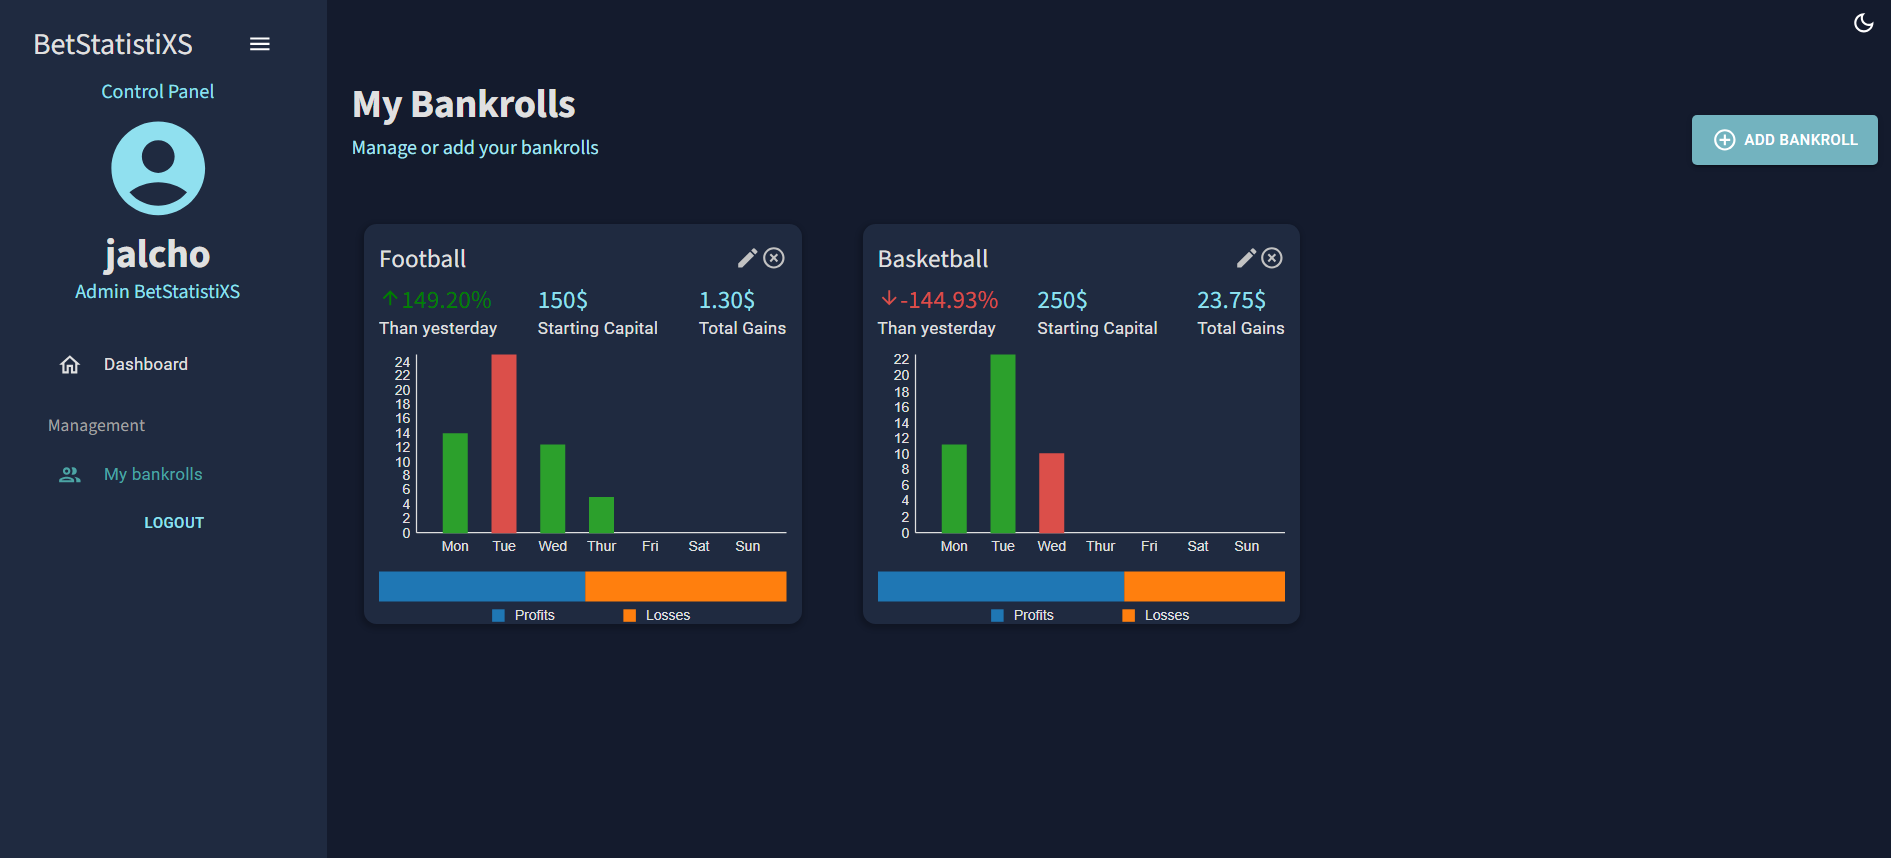 BetStatistiXS
Control Panel
jalcho
Admin BetStatistiXS
Dashboard
Management
My bankrolls
LOGOUT
My Bankrolls
Manage or add your bankrolls
ADD BANKROLL
Football
149.20% 150$ 1.30$
Than yesterday Starting Capital Total Gains
24
22
20
18
16
14
12
10
8
6
4
2
0
Mon Tue Wed Thur Fri Sat Sun
Profits Losses
Basketball
-144.93% 250$ 23.75$
Than yesterday Starting Capital Total Gains
22
20
18
16
14
12
10
8
6
4
2
0
Mon Tue Wed Thur Fri Sat Sun
Profits Losses